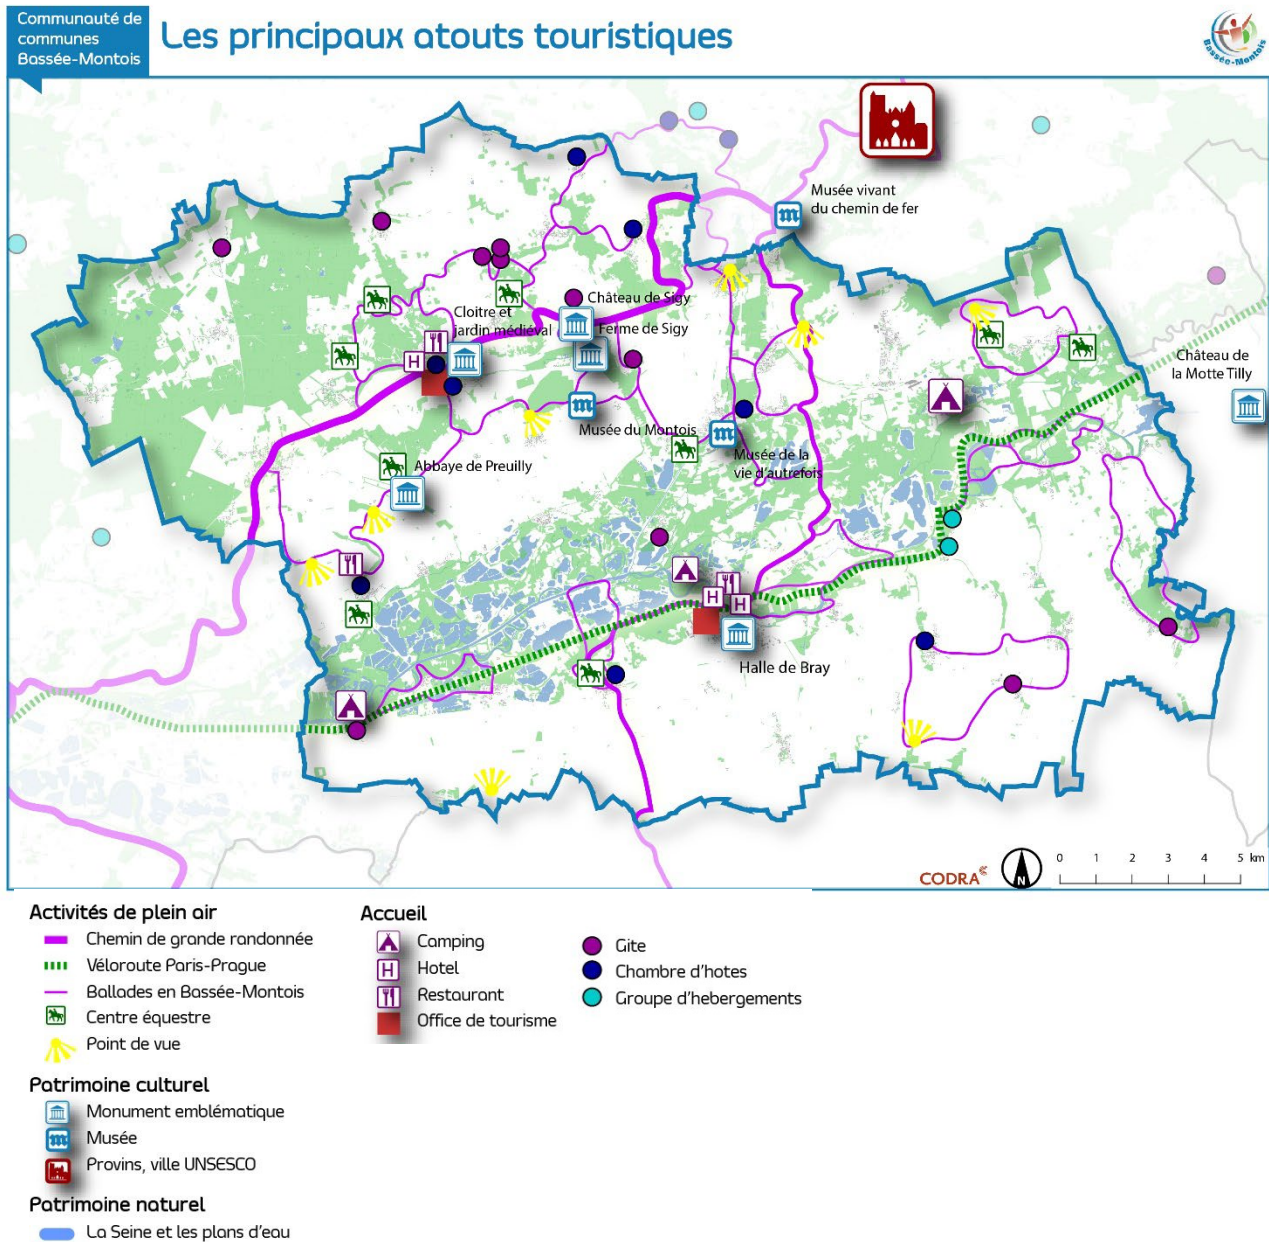 Communauté de
communes
Bassée-Montois
Les principaux atouts touristiques
Bassée-Montois
Musée vivant
du chemin de fer
Château de Sigy
Cloitre et
jardin médiéval
Ferme de Sigy
Château de
la Motte Tilly
Musée du Montois
Musée de la
vie d'autrefois
Abbaye de Preuilly
H
H
H
Halle de Bray
CODRA
N
0 1 2 3 4 5 km
Activités de plein air
Chemin de grande randonnée
Véloroute Paris-Prague
Ballades en Bassée-Montois
Centre équestre
Point de vue
Patrimoine culturel
Monument emblématique
Musée
Provins, ville UNSESCO
Patrimoine naturel
La Seine et les plans d'eau
Accueil
Camping
H Hotel
Restaurant
Office de tourisme
Gite
Chambre d'hotes
Groupe d'hebergements